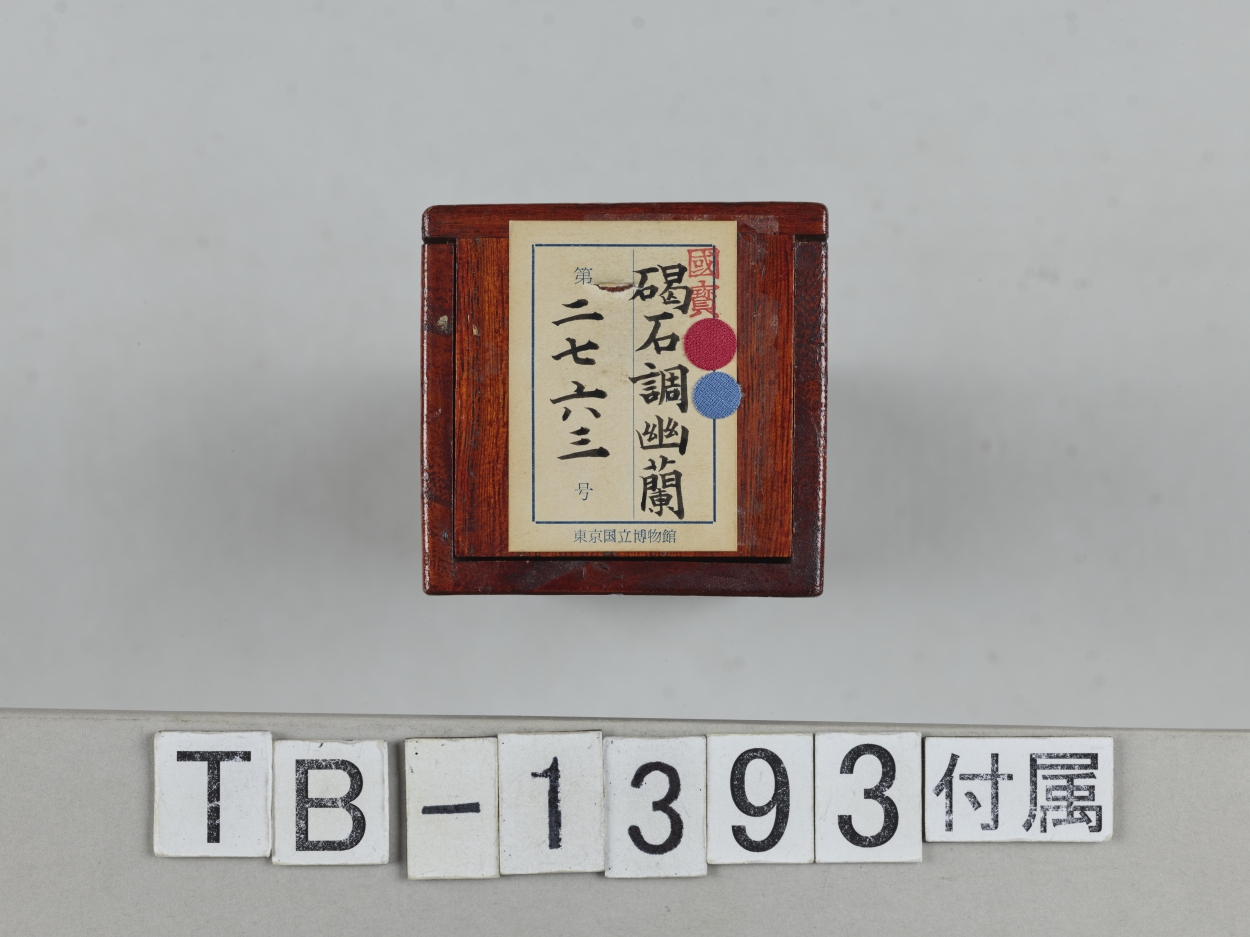 國寶
碣石調幽蘭
第二七六三号
東京国立博物館
TB-1393付属